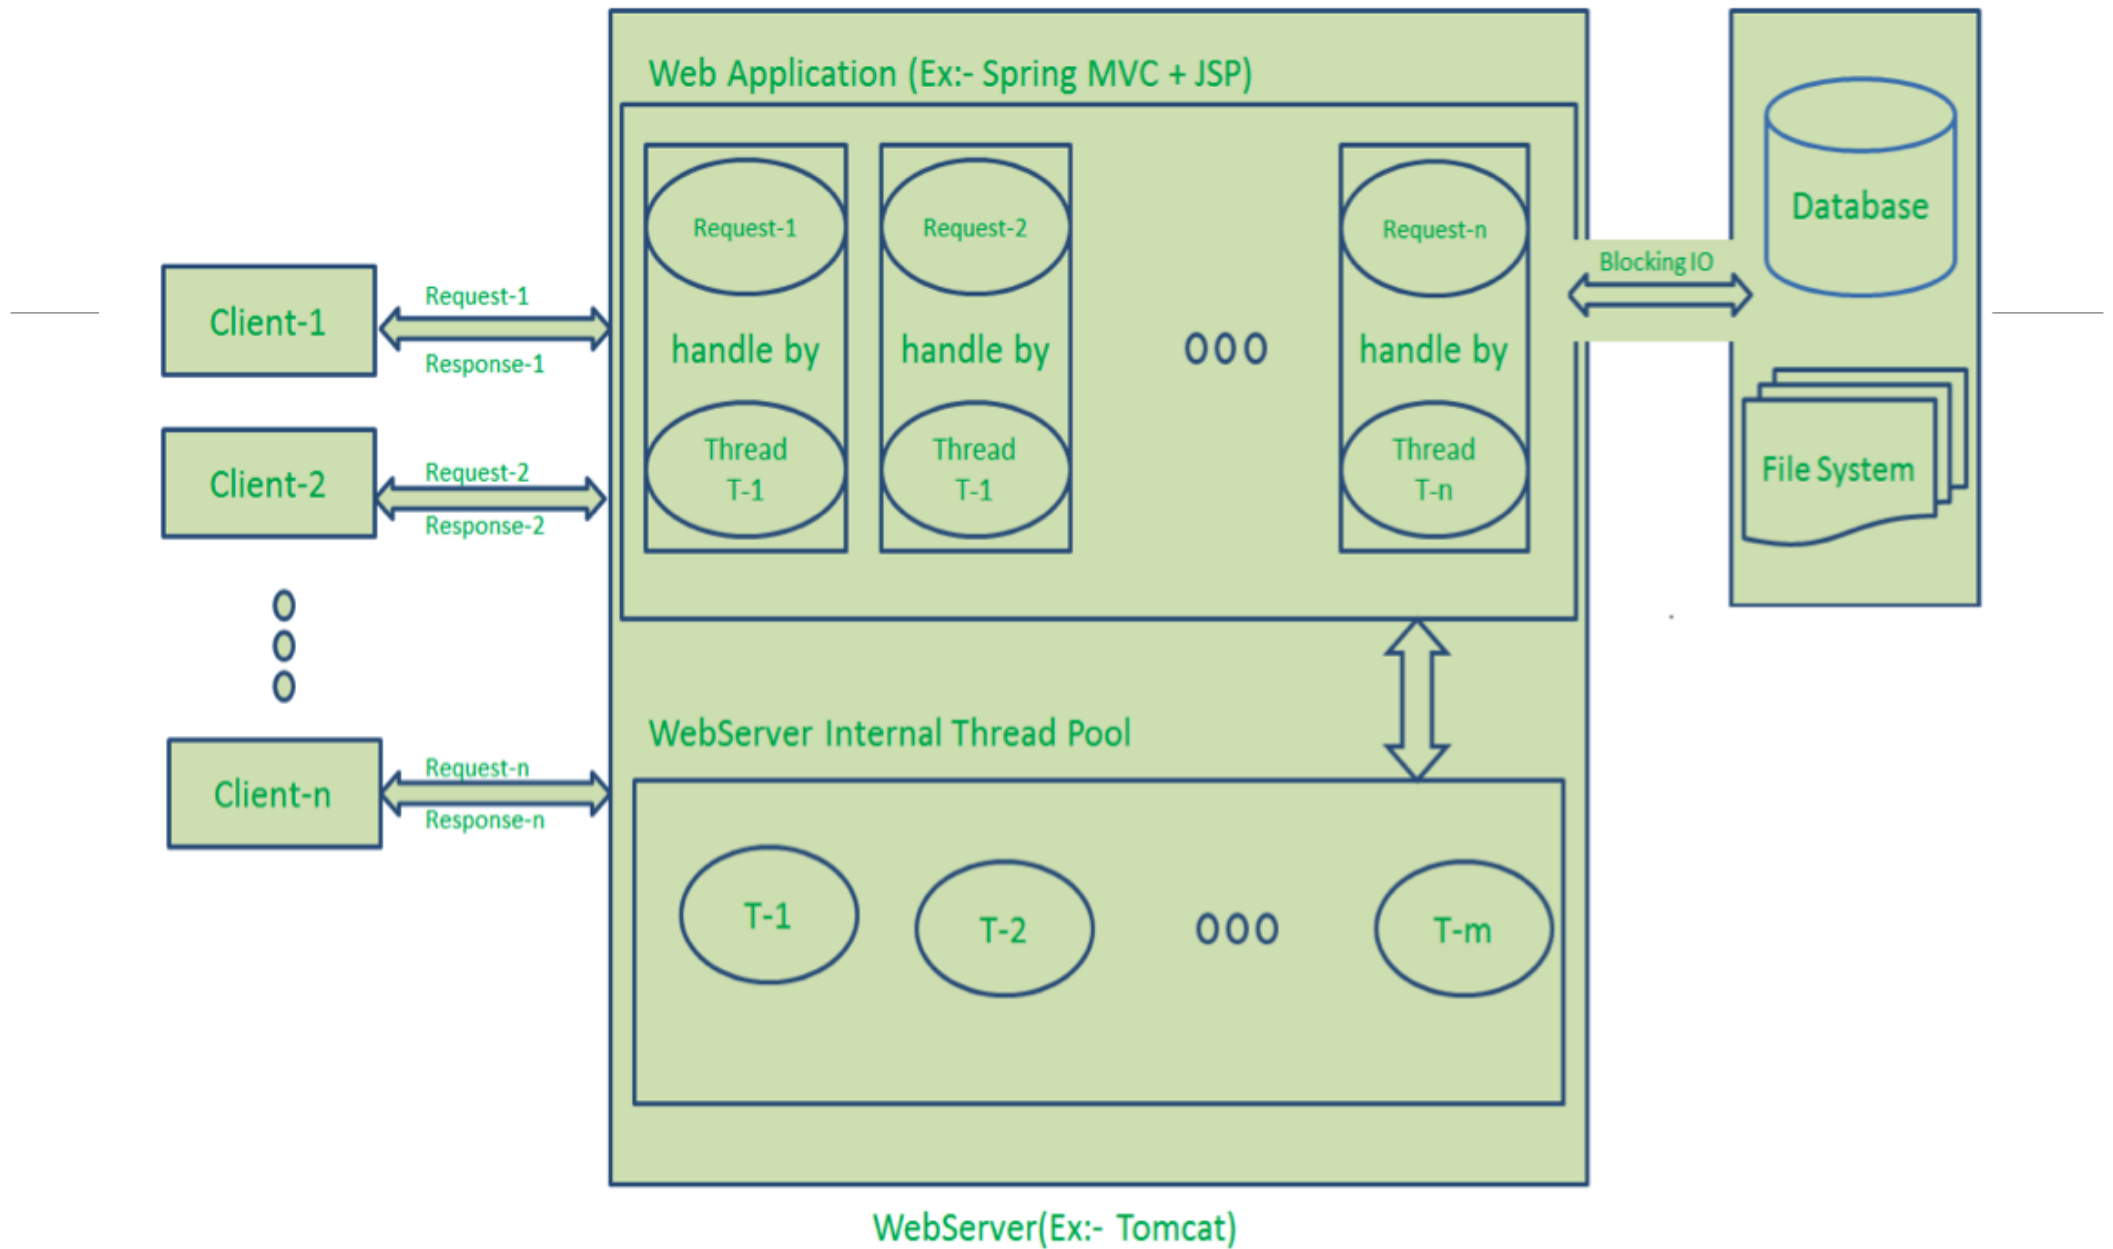 Web Application (Ex:- Spring MVC + JSP)
Request-1
Request-2
Request-n
handle by
handle by
handle by
Thread
T-1
Thread
T-1
Thread
T-n
Client-1
Request-1
Response-1
Client-2
Request-2
Response-2
Client-n
Request-n
Response-n
Blocking IO
Database
File System
WebServer Internal Thread Pool
T-1
T-2
T-m
WebServer(Ex:- Tomcat)